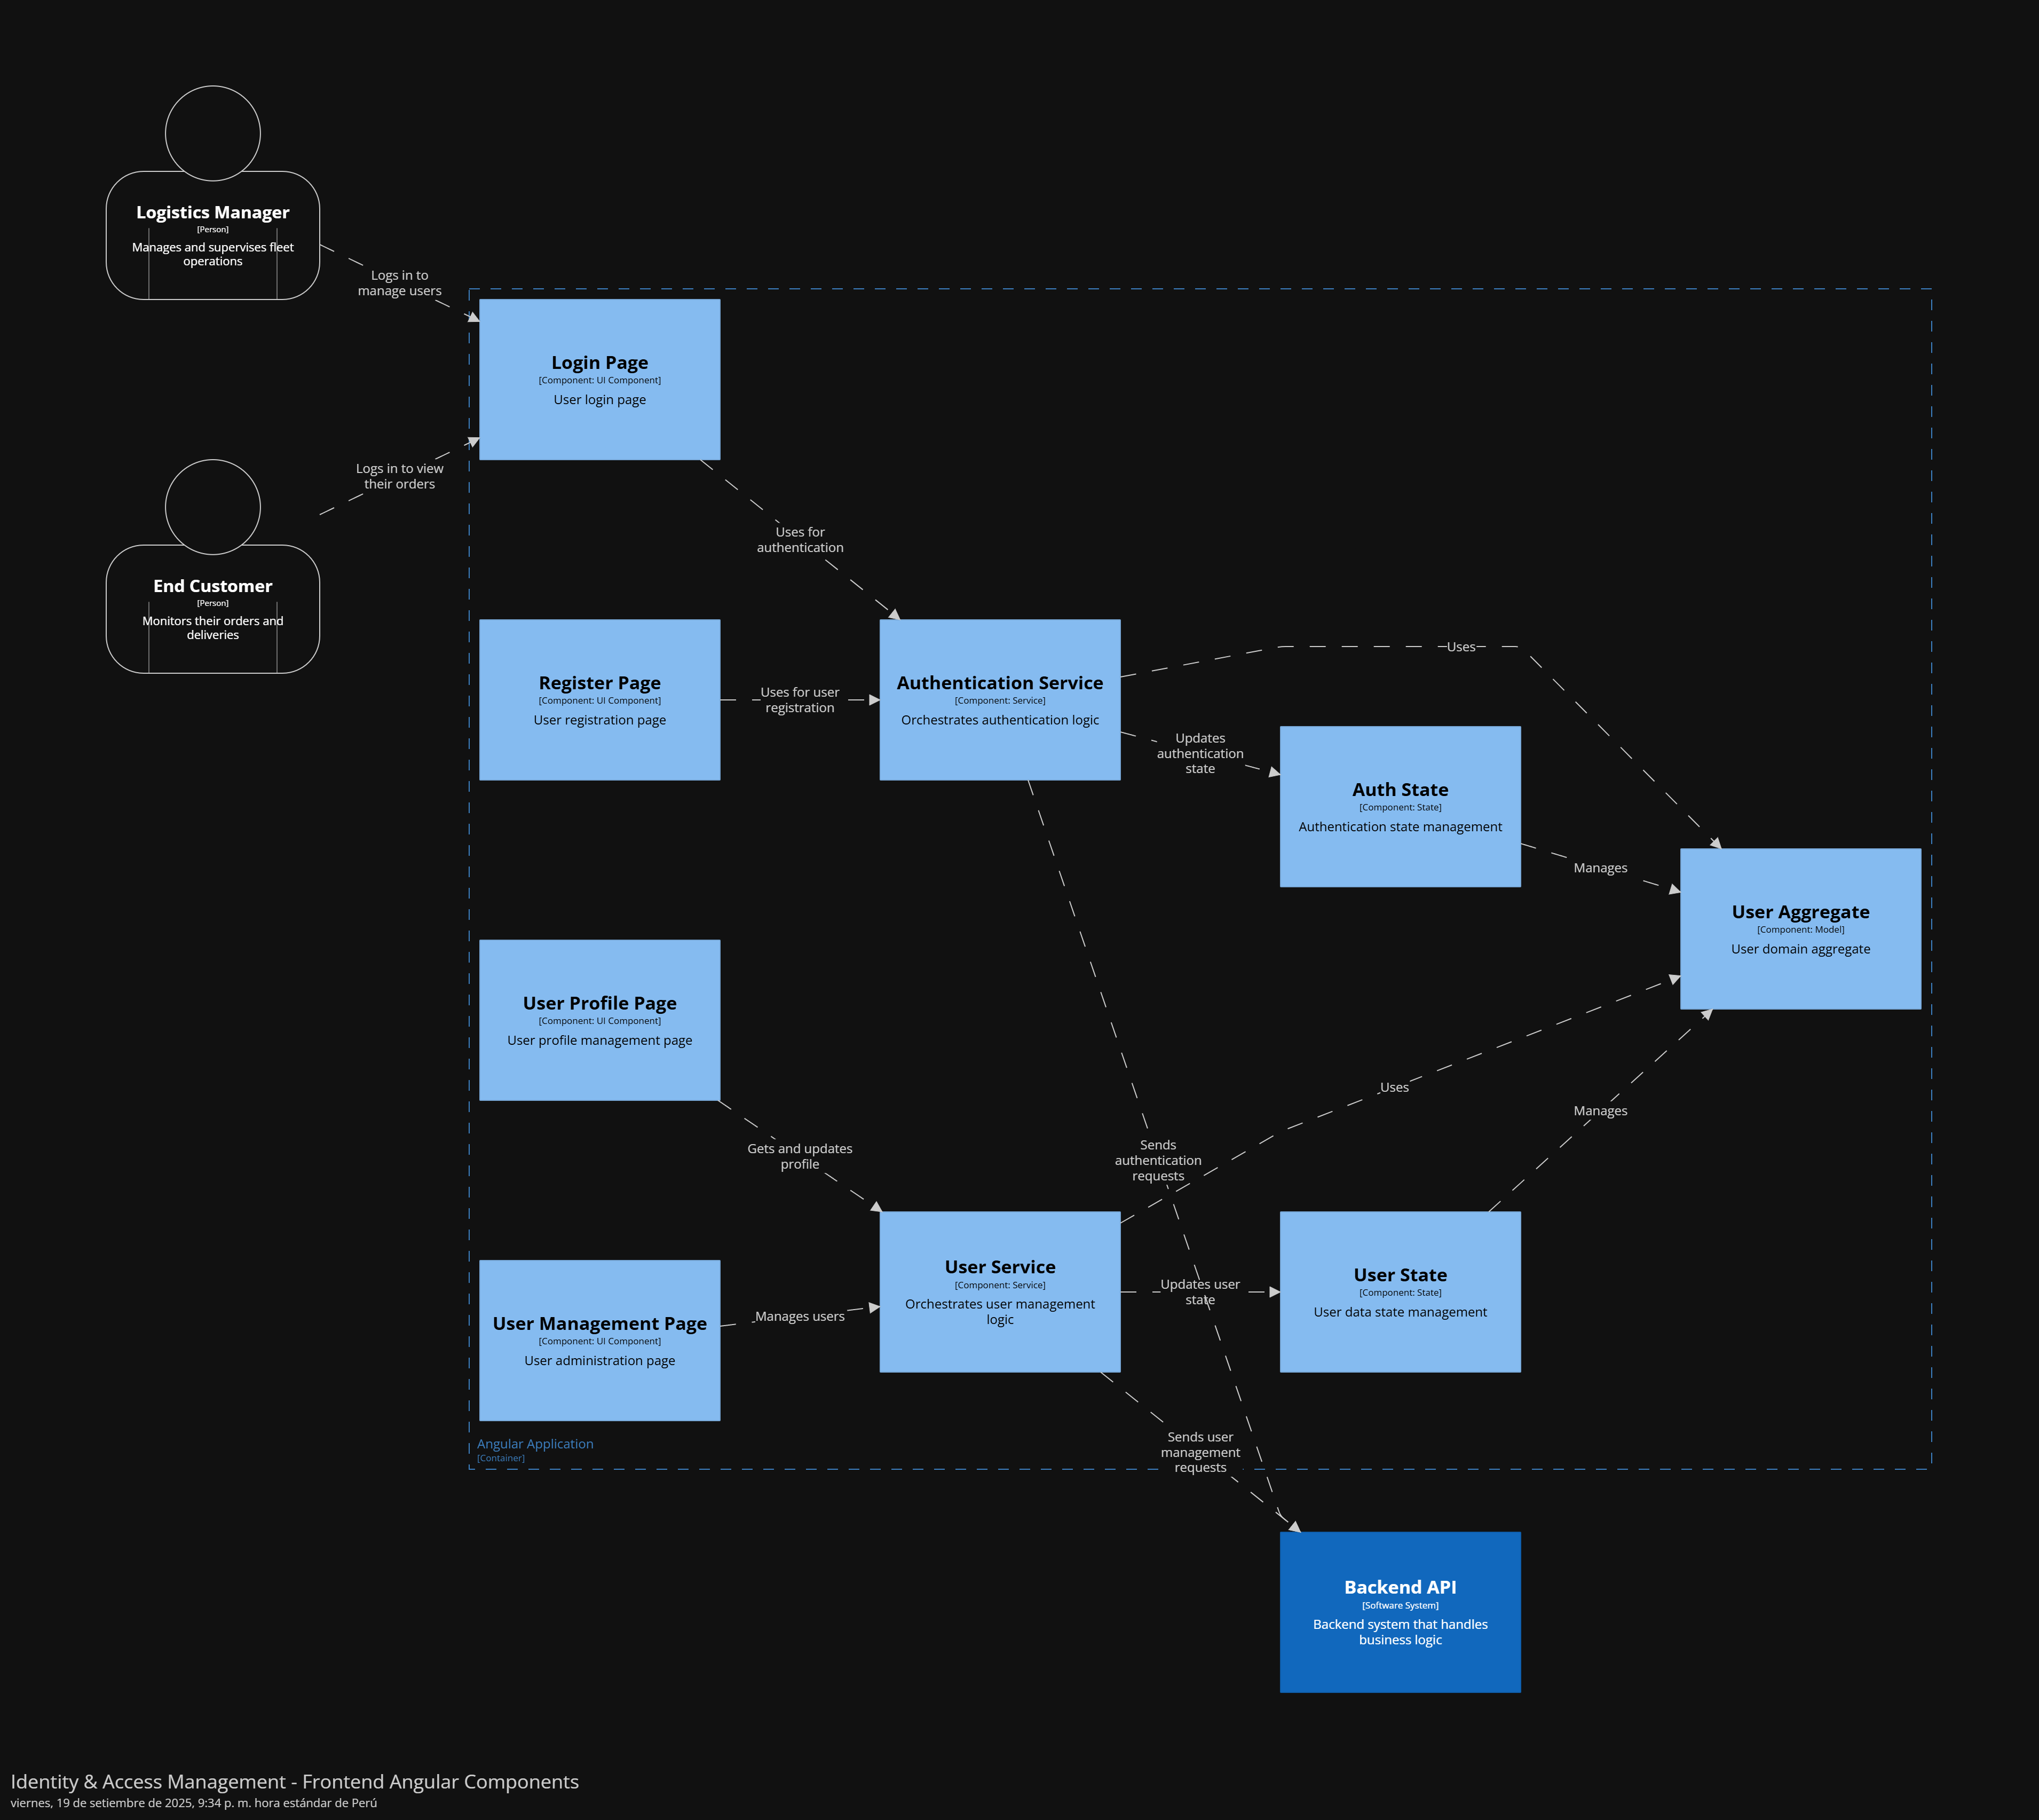 Logistics Manager
[Person]
Manages and supervises fleet
operations
Logs in to
manage users
Login Page
[Component: UI Component]
User login page
Logs in to view
their orders
End Customer
[Person]
Monitors their orders and
deliveries
Uses for
authentication
Register Page
[Component: UI Component]
User registration page
Uses for user
registration
Authentication Service
[Component: Service]
Orchestrates authentication logic
Uses
Updates
authentication
state
Auth State
[Component: State]
Authentication state management
Manages
User Aggregate
[Component: Model]
User domain aggregate
User Profile Page
[Component: UI Component]
User profile management page
Gets and updates
profile
Sends
authentication
requests
Uses
Manages
User Management Page
[Component: UI Component]
User administration page
Manages users
User Service
[Component: Service]
Orchestrates user management
logic
Updates user
state
User State
[Component: State]
User data state management
Angular Application
[Container]
Sends user
management
requests
Backend API
[Software System]
Backend system that handles
business logic
Identity & Access Management - Frontend Angular Components
viernes, 19 de setiembre de 2025, 9:34 p. m. hora estándar de Perú